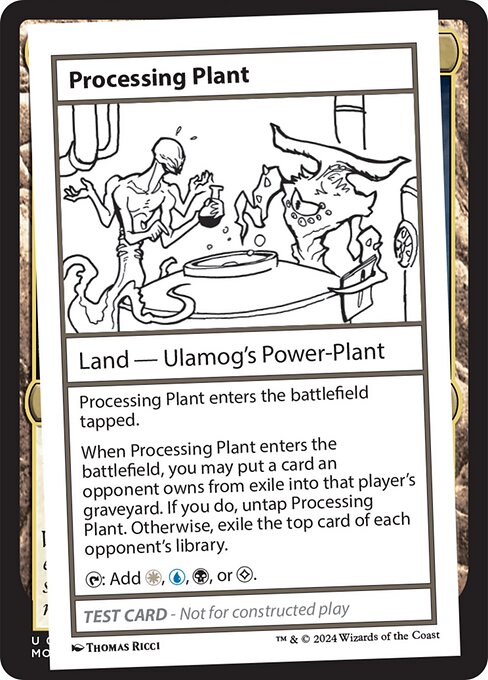 Processing Plant
Land — Ulamog's Power-Plant
Processing Plant enters the battlefield
tapped.
When Processing Plant enters the
battlefield, you may put a card an
opponent owns from exile into that player's
graveyard. If you do, untap Processing
Plant. Otherwise, exile the top card of each
opponent's library.
: Add , , , or .
TEST CARD - Not for constructed play
Thomas Ricci
™ & © 2024 Wizards of the Coast